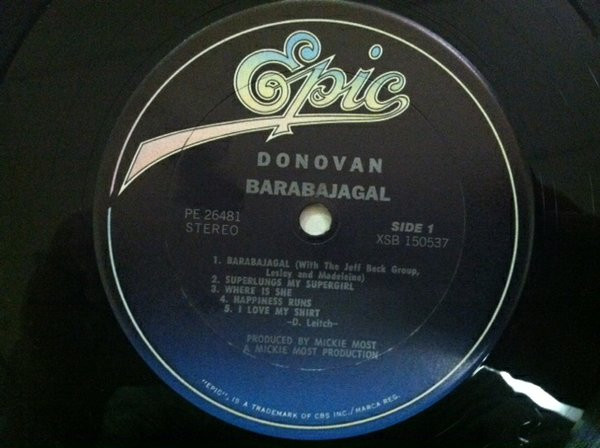 Epic
DONOVAN
BARABAJAGAL
PE 26481
STEREO
SIDE 1
XSB 150537
1. BARABAJAGAL (With The Jeff Beck Group,
Lesley and Madeleine)
2. SUPERLUNGS MY SUPERGIRL
3. WHERE IS SHE
4. HAPPINESS RUNS
5. I LOVE MY SHIRT
-D. Leitch-
PRODUCED BY MICKIE MOST
A MICKIE MOST PRODUCTION
"EPIC", IS A TRADEMARK OF CBS INC./MARCA REG.